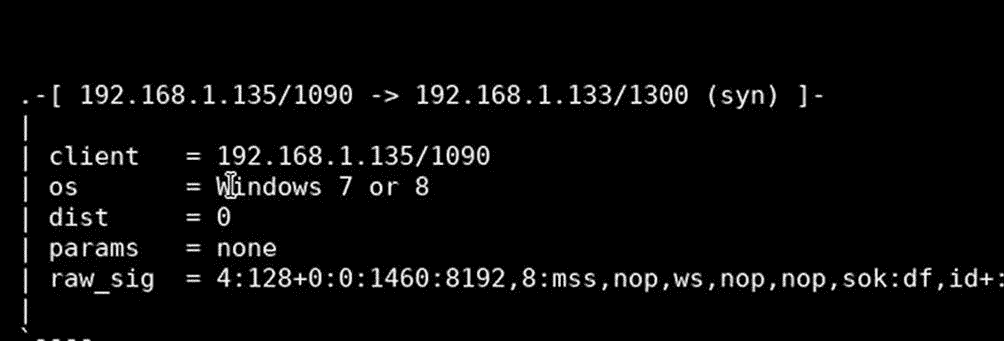 .-[ 192.168.1.135/1090 -> 192.168.1.133/1300 (syn) ]-
|
| client   = 192.168.1.135/1090
| os       = Windows 7 or 8
| dist     = 0
| params   = none
| raw_sig  = 4:128+0:0:1460:8192,8:mss,nop,ws,nop,nop,sok:df,id+:
|
`----